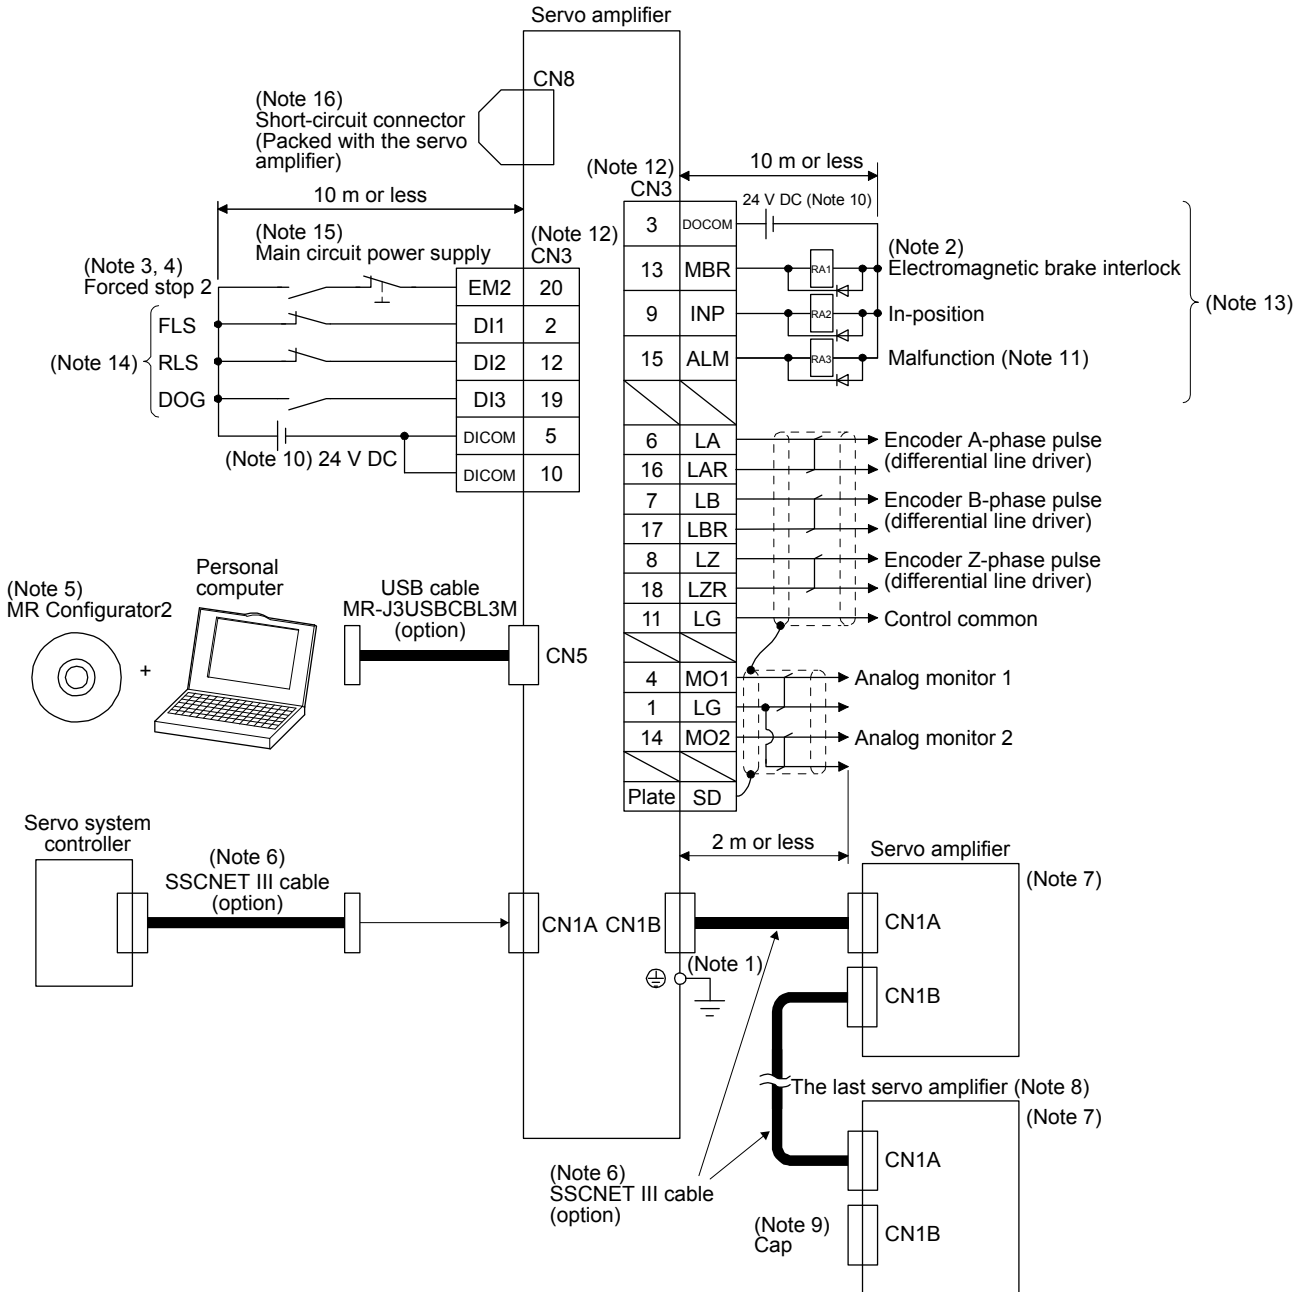 Servo amplifier
CN8
(Note 16)
Short-circuit connector
(Packed with the servo
amplifier)
10 m or less
(Note 15)
Main circuit power supply
(Note 12)
CN3
(Note 3, 4)
Forced stop 2
EM2 20
FLS
DI1 2
(Note 14)
RLS
DI2 12
DOG
DI3 19
DICOM 5
(Note 10) 24 V DC
DICOM 10
(Note 12)
CN3
10 m or less
24 V DC (Note 10)
3 DOCOM
(Note 2)
13 MBR
RA1
Electromagnetic brake interlock
9 INP
RA2
In-position
15 ALM
RA3
Malfunction (Note 11)
(Note 13)
6 LA
Encoder A-phase pulse
(differential line driver)
16 LAR
7 LB
Encoder B-phase pulse
(differential line driver)
17 LBR
8 LZ
Encoder Z-phase pulse
(differential line driver)
18 LZR
11 LG
Control common
4 MO1
Analog monitor 1
1 LG
14 MO2
Analog monitor 2
Plate SD
2 m or less
(Note 5)
MR Configurator2
+
Personal
computer
USB cable
MR-J3USBCBL3M
(option)
CN5
Servo system
controller
(Note 6)
SSCNET III cable
(option)
CN1A CN1B
(Note 1)
Servo amplifier
(Note 7)
CN1A
CN1B
The last servo amplifier (Note 8)
(Note 7)
CN1A
(Note 6)
SSCNET III cable
(option)
(Note 9)
Cap
CN1B